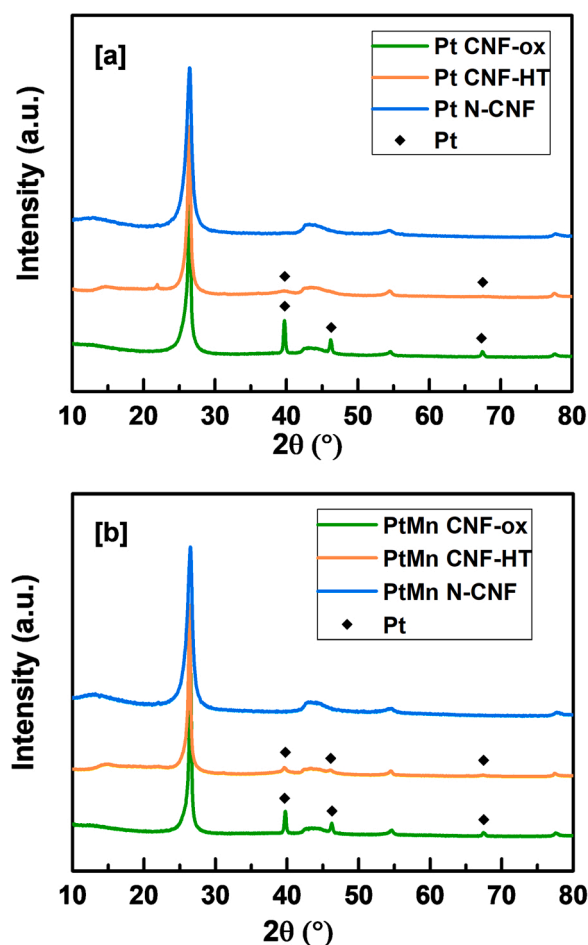 [a]
Pt CNF-ox
Pt CNF-HT
Pt N-CNF
Pt
Intensity (a.u.)
10 20 30 40 50 60 70 80
2θ (°)
[b]
PtMn CNF-ox
PtMn CNF-HT
PtMn N-CNF
Pt
Intensity (a.u.)
10 20 30 40 50 60 70 80
2θ (°)